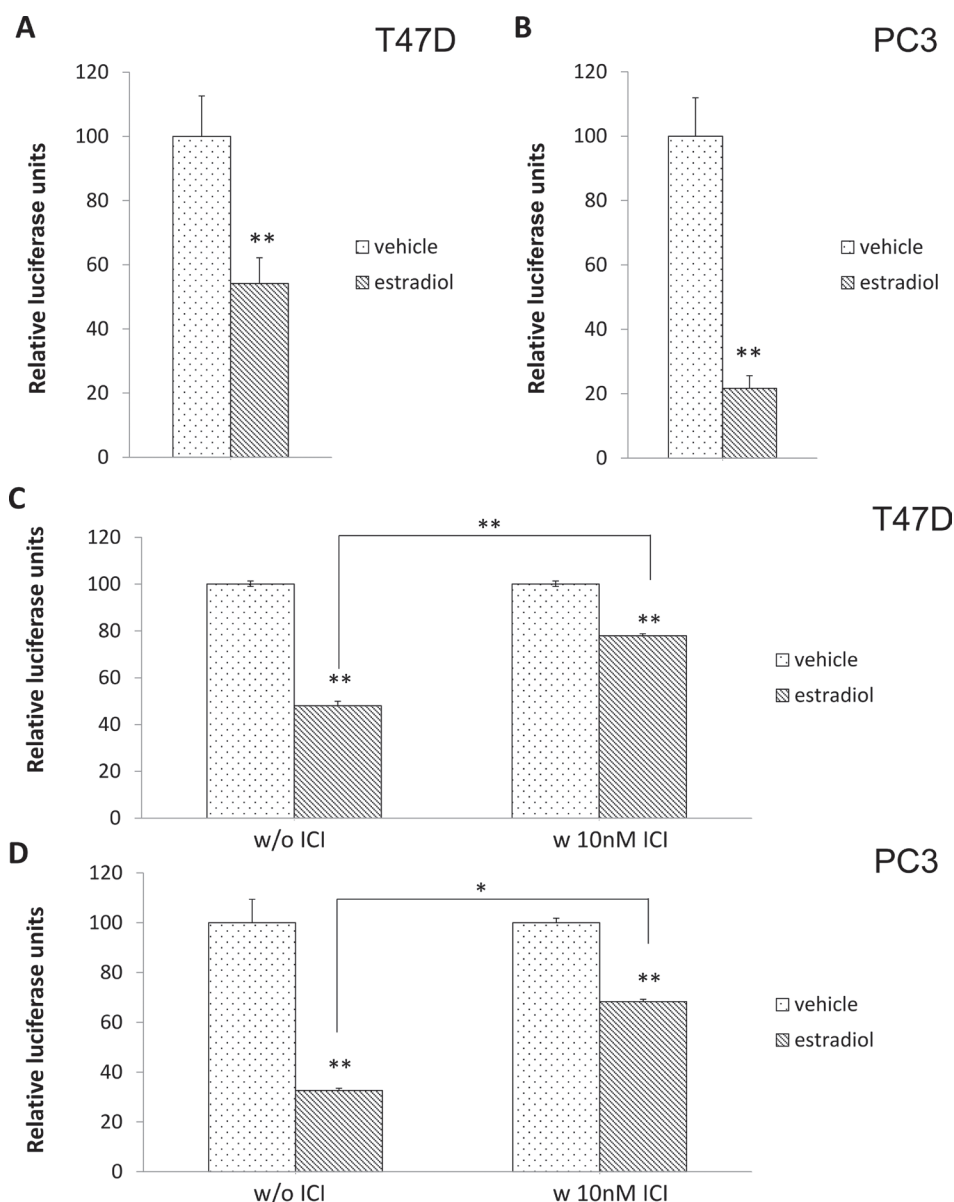 A
T47D
120
100
80
60
40
20
0
Relative luciferase units
**
vehicle
estradiol
B
PC3
120
100
80
60
40
20
0
Relative luciferase units
**
vehicle
estradiol
C
T47D
120
100
80
60
40
20
0
Relative luciferase units
**
**
**
vehicle
estradiol
w/o ICI
w 10nM ICI
D
PC3
120
100
80
60
40
20
0
Relative luciferase units
*
**
**
vehicle
estradiol
w/o ICI
w 10nM ICI